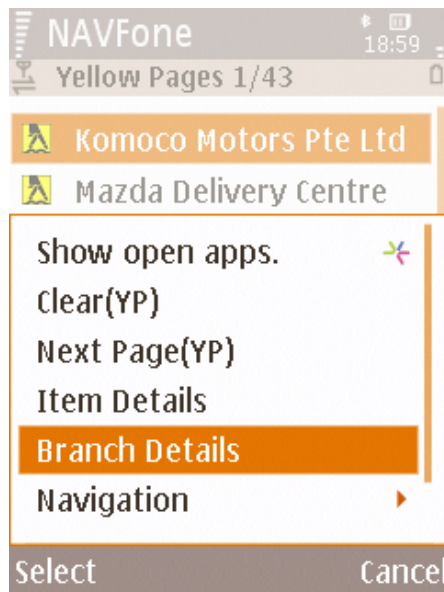 NAVFone
18:59
Yellow Pages 1/43
Komoco Motors Pte Ltd
Mazda Delivery Centre
Show open apps.
Clear(YP)
Next Page(YP)
Item Details
Branch Details
Navigation
Select Cancel